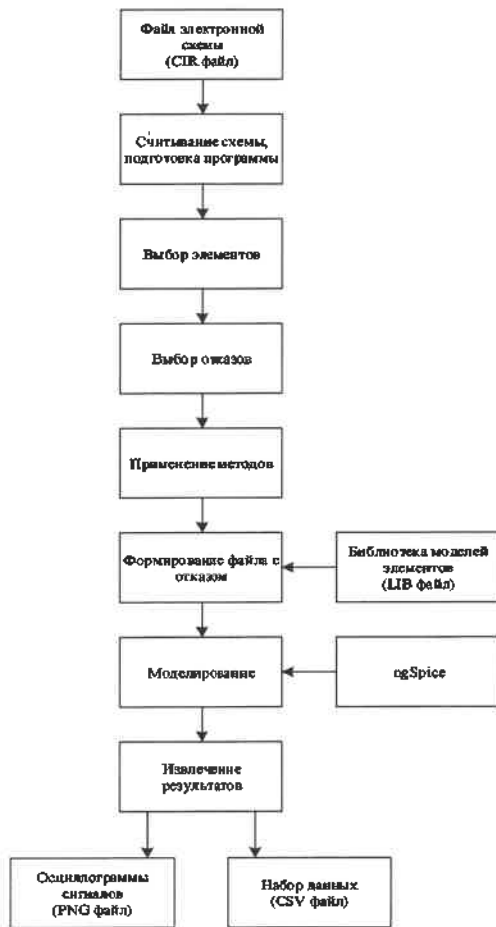 Файл электронной
схемы
(CIR файл)
Считывание схемы,
подготовка программы
Выбор элементов
Выбор отказов
Применение методов
Формирование файла с
отказом
Библиотека моделей
элементов
(LIB файл)
Моделирование
ngSpice
Извлечение
результатов
Осциллограммы
сигналов
(PNG файл)
Набор данных
(CSV файл)